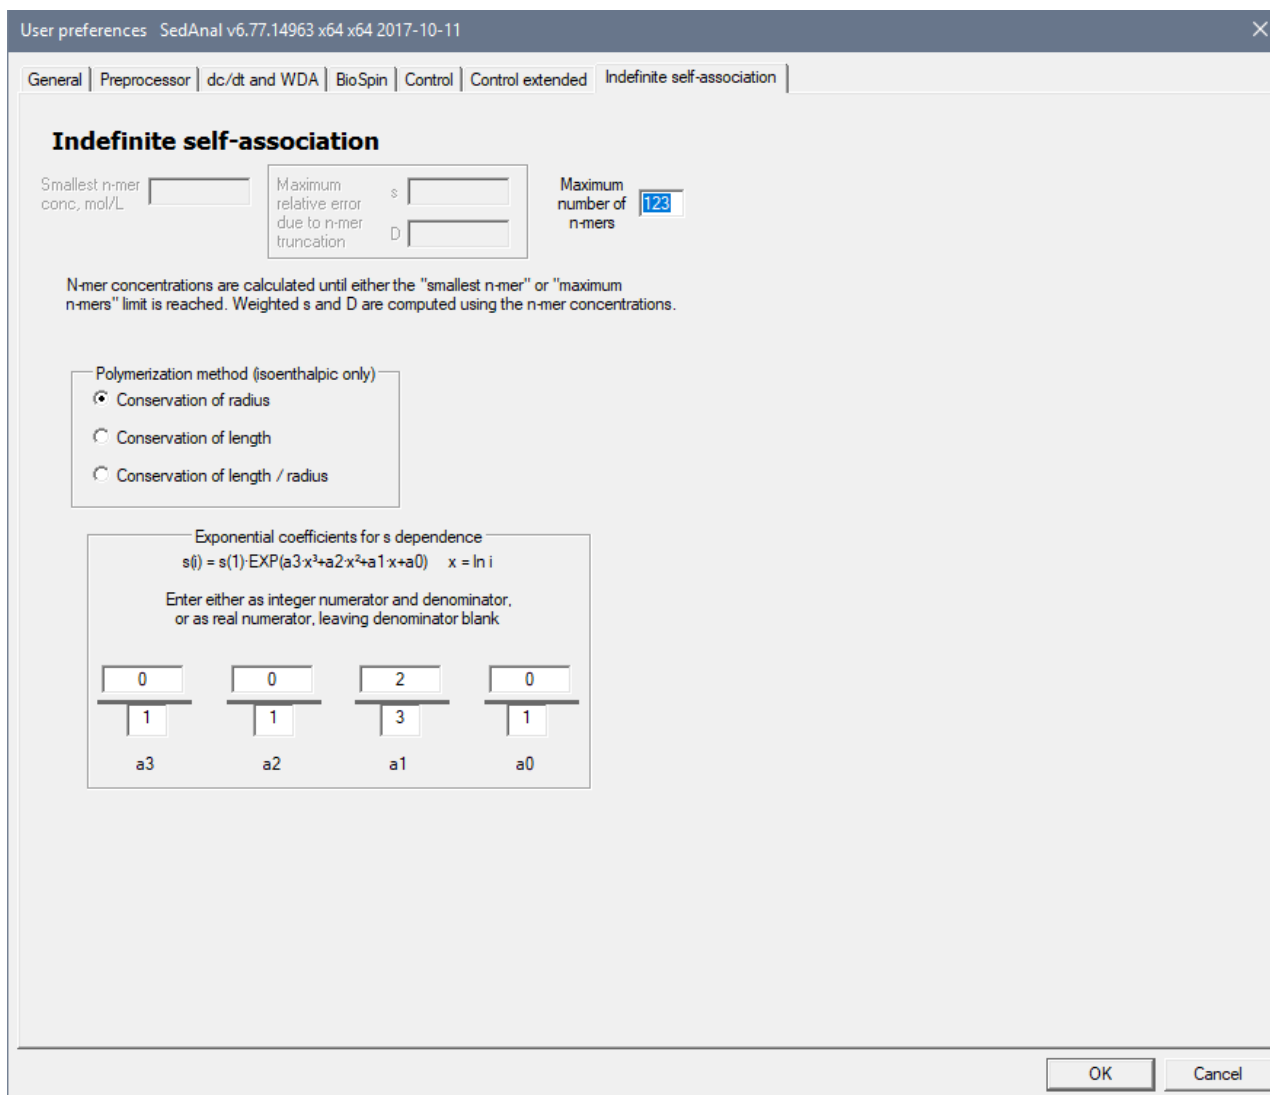 User preferences SedAnal v6.77.14963 x64 x64 2017-10-11
General Preprocessor dc/dt and WDA BioSpin Control Control extended Indefinite self-association
Indefinite self-association
Smallest n-mer
conc, mol/L
Maximum
relative error
due to n-mer
truncation
s
D
Maximum
number of
n-mers
123
N-mer concentrations are calculated until either the "smallest n-mer" or "maximum
n-mers" limit is reached. Weighted s and D are computed using the n-mer concentrations.
Polymerization method (isoenthalpic only)
Conservation of radius
Conservation of length
Conservation of length / radius
Exponential coefficients for s dependence
s(i) = s(1)·EXP(a3·x³+a2·x²+a1·x+a0) x = ln i
Enter either as integer numerator and denominator,
or as real numerator, leaving denominator blank
0 0 2 0
1 1 3 1
a3 a2 a1 a0
OK Cancel